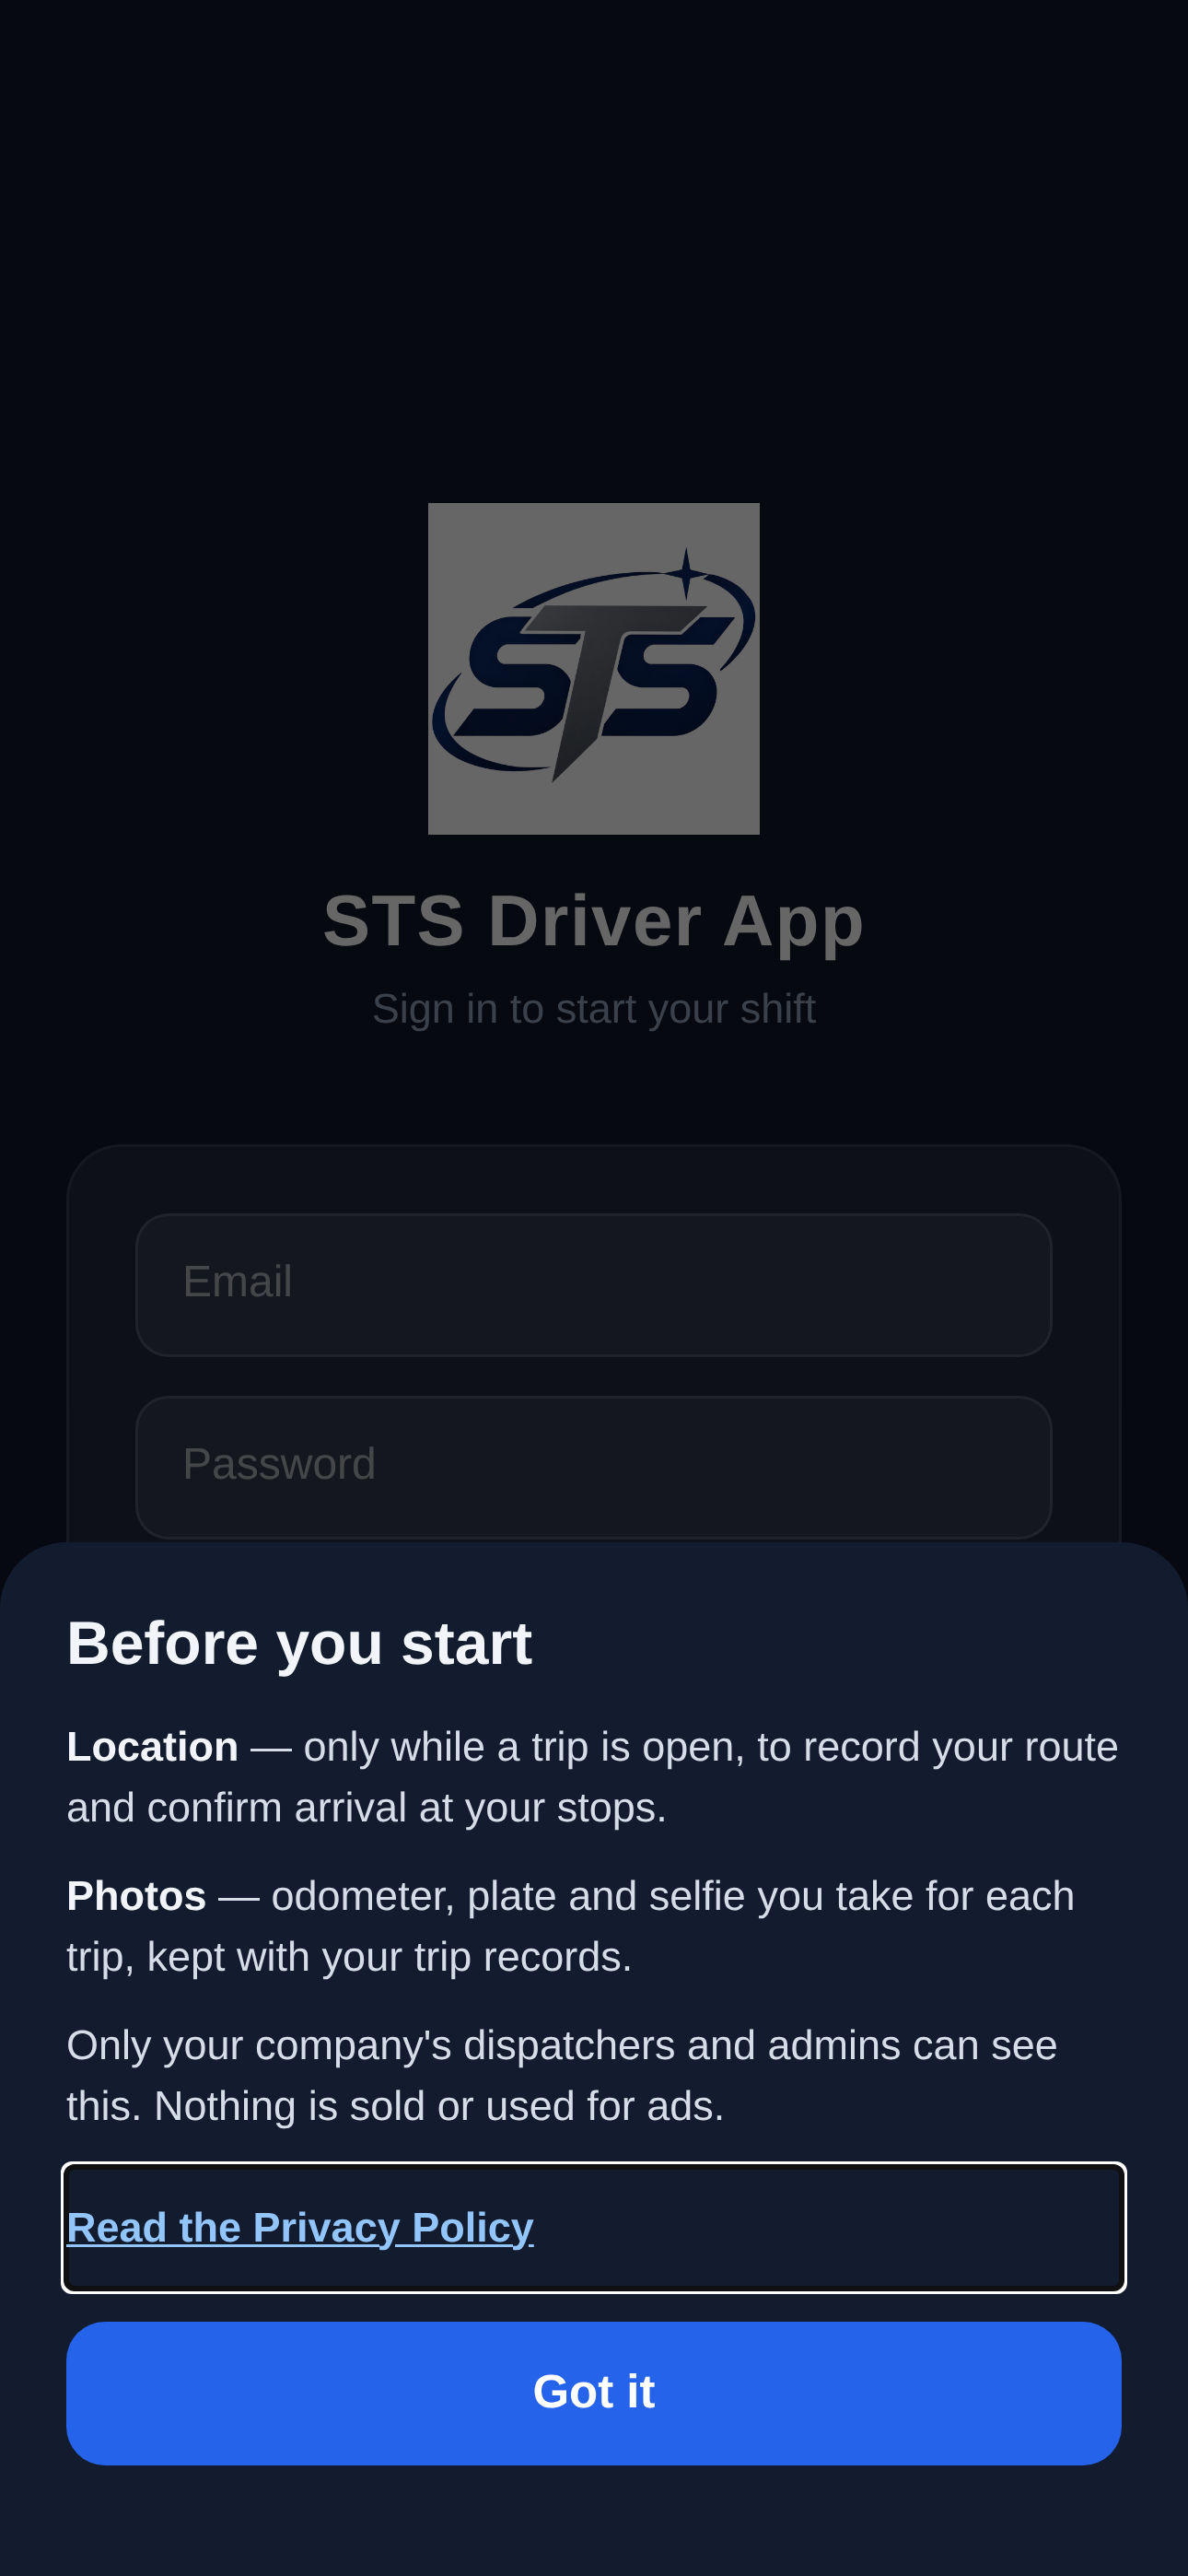 STS
STS Driver App
Sign in to start your shift
Email
Password
Before you start
Location — only while a trip is open, to record your route
and confirm arrival at your stops.
Photos — odometer, plate and selfie you take for each
trip, kept with your trip records.
Only your company's dispatchers and admins can see
this. Nothing is sold or used for ads.
Read the Privacy Policy
Got it